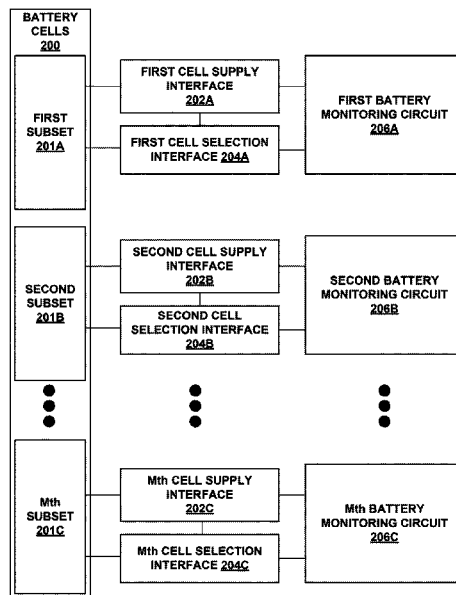 BATTERY
CELLS
200
FIRST
SUBSET
201A
FIRST CELL SUPPLY
INTERFACE
202A
FIRST CELL SELECTION
INTERFACE 204A
FIRST BATTERY
MONITORING CIRCUIT
206A
SECOND
SUBSET
201B
SECOND CELL SUPPLY
INTERFACE
202B
SECOND CELL
SELECTION INTERFACE
204B
SECOND BATTERY
MONITORING CIRCUIT
206B
Mth
SUBSET
201C
Mth CELL SUPPLY
INTERFACE
202C
Mth CELL SELECTION
INTERFACE 204C
Mth BATTERY
MONITORING CIRCUIT
206C